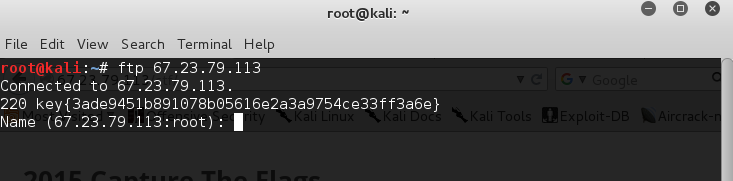 root@kali: ~
File Edit View Search Terminal Help
root@kali:~# ftp 67.23.79.113
Connected to 67.23.79.113.
Google
220 key{3ade9451b891078b05616e2a3a9754ce33ff3a6e}
Offensive Security Kali Linux Kali Docs Kali Tools Exploit-DB Aircrack-n
Name (67.23.79.113:root):
2015 Capture The Flags